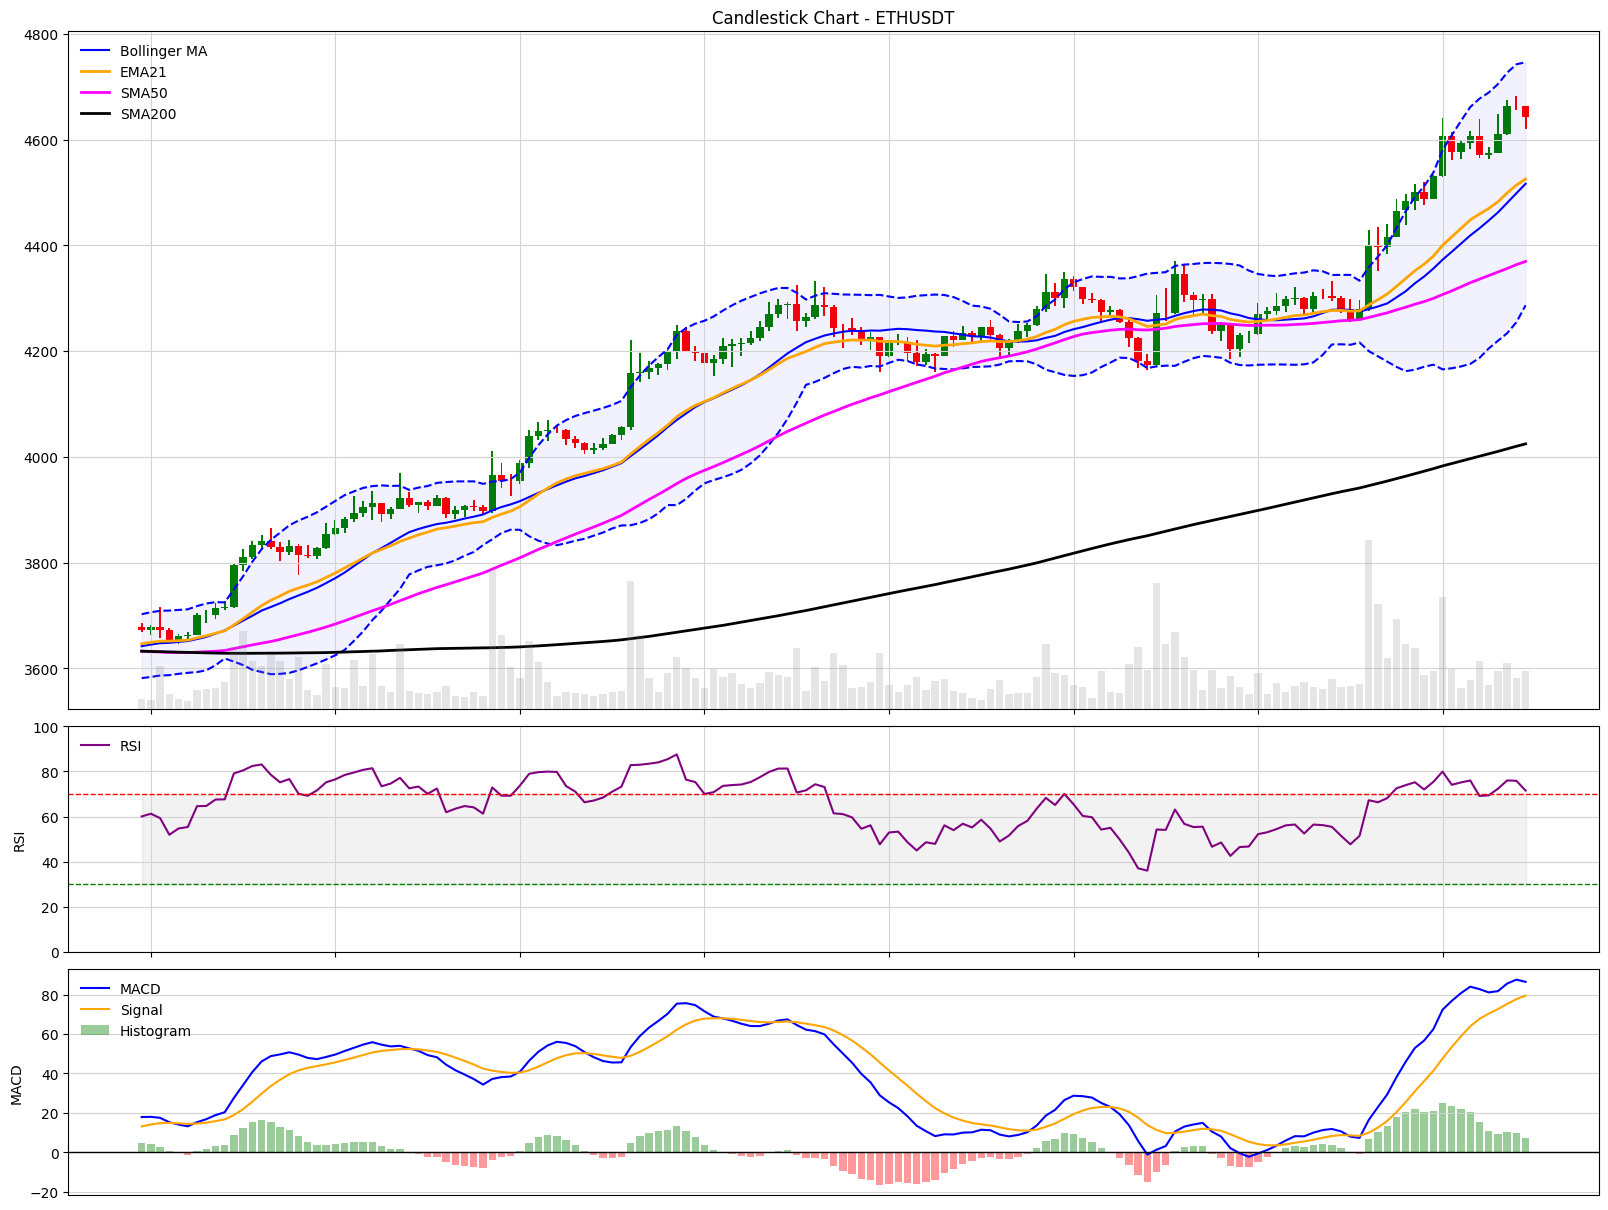 Candlestick Chart - ETHUSDT
Bollinger MA
EMA21
SMA50
SMA200
4800
4600
4400
4200
4000
3800
3600
RSI
100
80
60
40
20
0
RSI
MACD
Signal
Histogram
80
60
40
20
0
−20
MACD